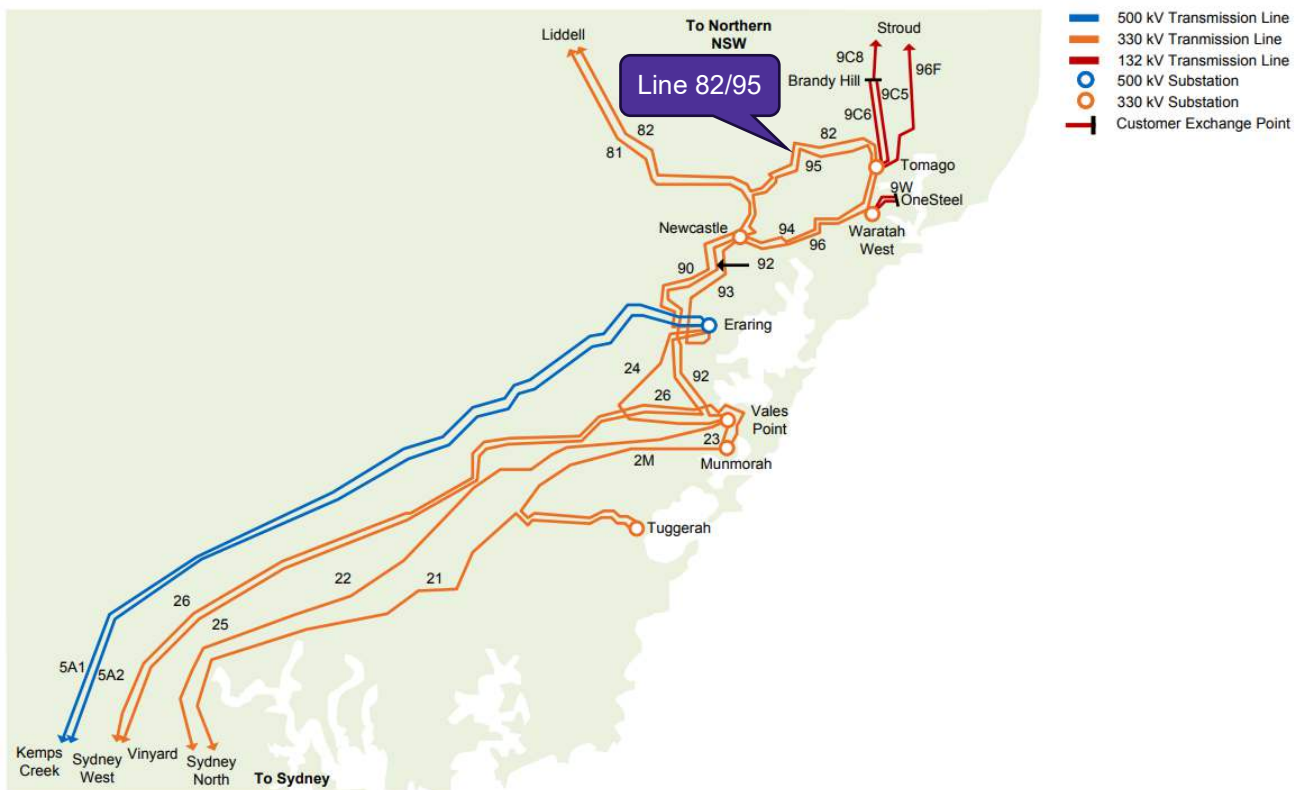 To Northern
NSW
Liddell
Stroud
Line 82/95
9C8
96F
Brandy Hill
9C5
9C6
82
81
82
95
Tomago
9W
OneSteel
Newcastle
94
96
Waratah
West
90
92
93
Eraring
24
92
26
Vales
Point
23
2M
Munmorah
Tuggerah
22
21
26
25
5A1
5A2
Kemps
Creek
Sydney
West
Vinyard
Sydney
North
To Sydney
500 kV Transmission Line
330 kV Tranmission Line
132 kV Transmission Line
500 kV Substation
330 kV Substation
Customer Exchange Point